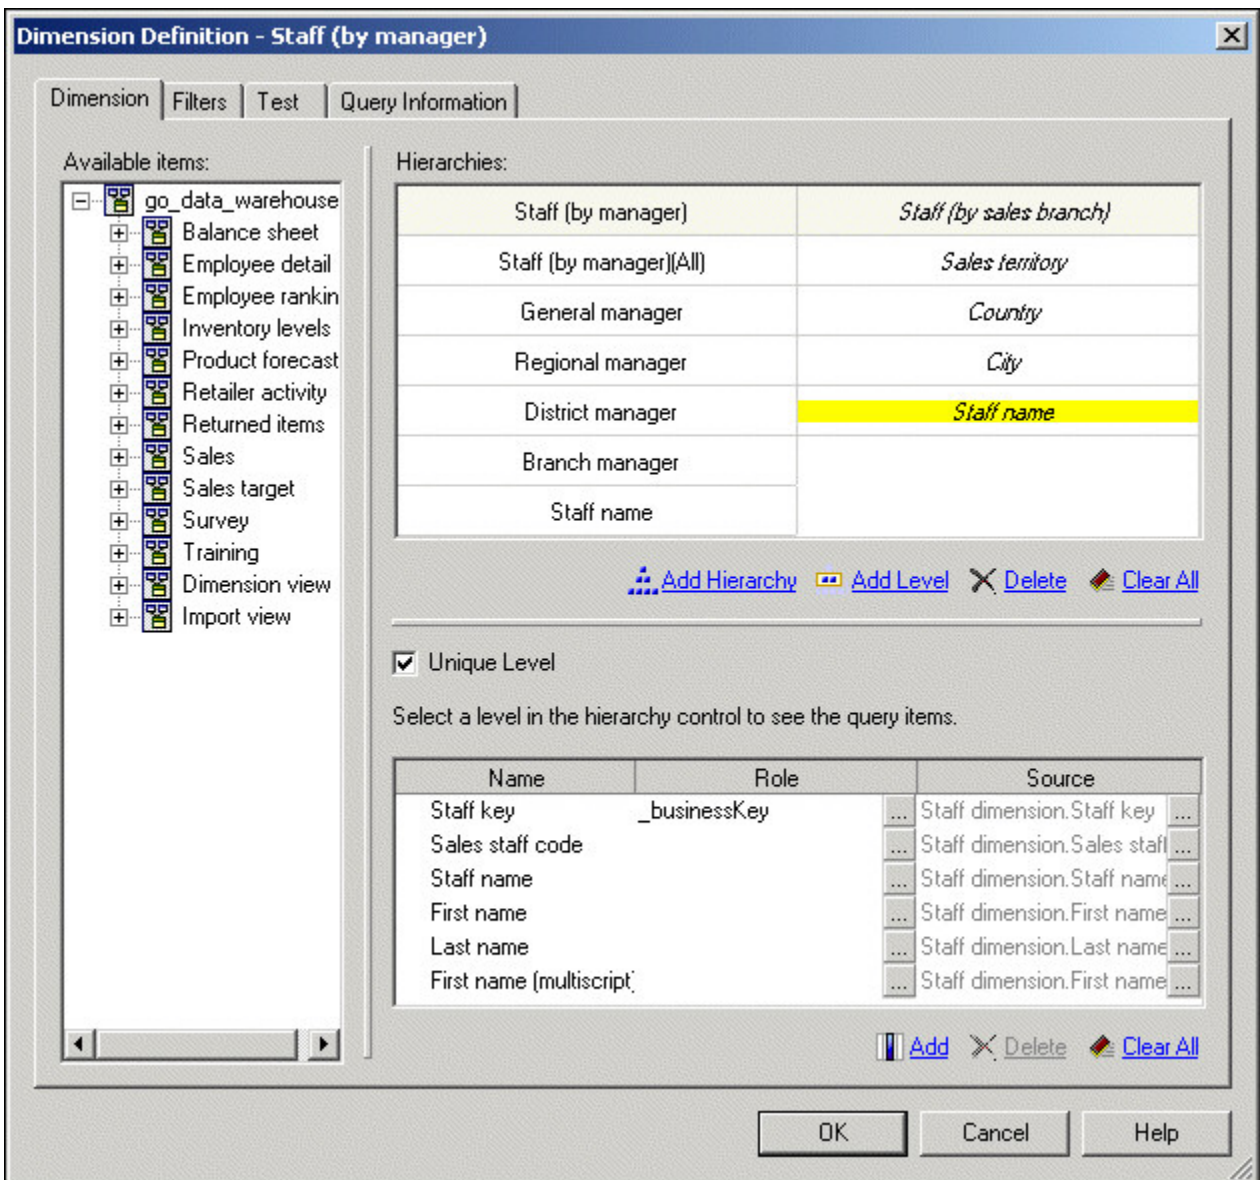 Dimension Definition - Staff (by manager)
Dimension Filters Test Query Information
Available items:
go_data_warehouse
Balance sheet
Employee detail
Employee rankin
Inventory levels
Product forecast
Retailer activity
Returned items
Sales
Sales target
Survey
Training
Dimension view
Import view
Hierarchies:
Staff (by manager) Staff (by sales branch)
Staff (by manager)(All) Sales territory
General manager Country
Regional manager City
District manager Staff name
Branch manager
Staff name
Add Hierarchy Add Level Delete Clear All
Unique Level
Select a level in the hierarchy control to see the query items.
Name Role Source
Staff key _businessKey ... Staff dimension.Staff key ...
Sales staff code ... Staff dimension.Sales staff ...
Staff name ... Staff dimension.Staff name ...
First name ... Staff dimension.First name ...
Last name ... Staff dimension.Last name ...
First name (multiscript) ... Staff dimension.First name ...
Add Delete Clear All
OK Cancel Help